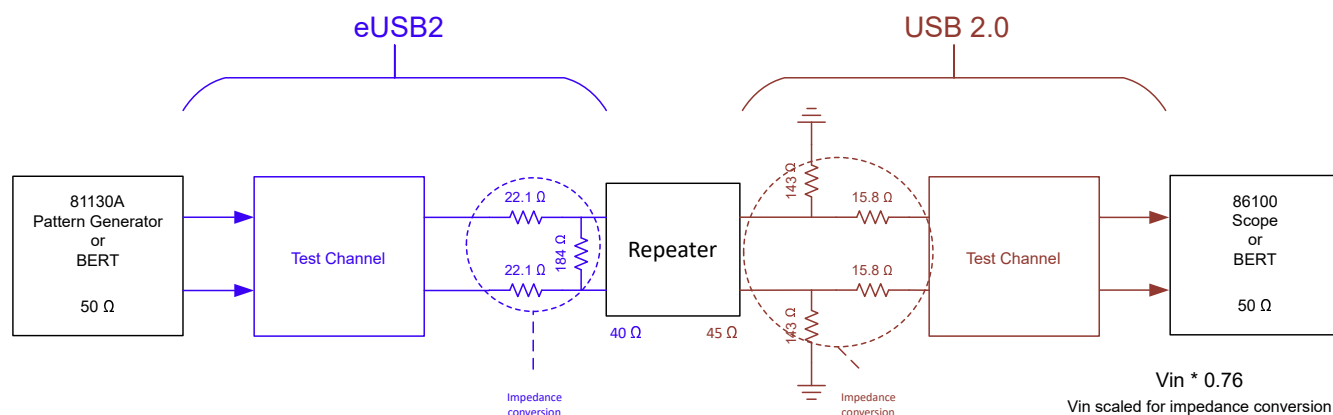 eUSB2
USB 2.0
81130A
Pattern Generator
or
BERT
50 Ω
Test Channel
22.1 Ω
184 Ω
22.1 Ω
Impedance
conversion
Repeater
40 Ω
45 Ω
143 Ω
15.8 Ω
15.8 Ω
143 Ω
Impedance
conversion
Test Channel
86100
Scope
or
BERT
50 Ω
Vin * 0.76
Vin scaled for impedance conversion